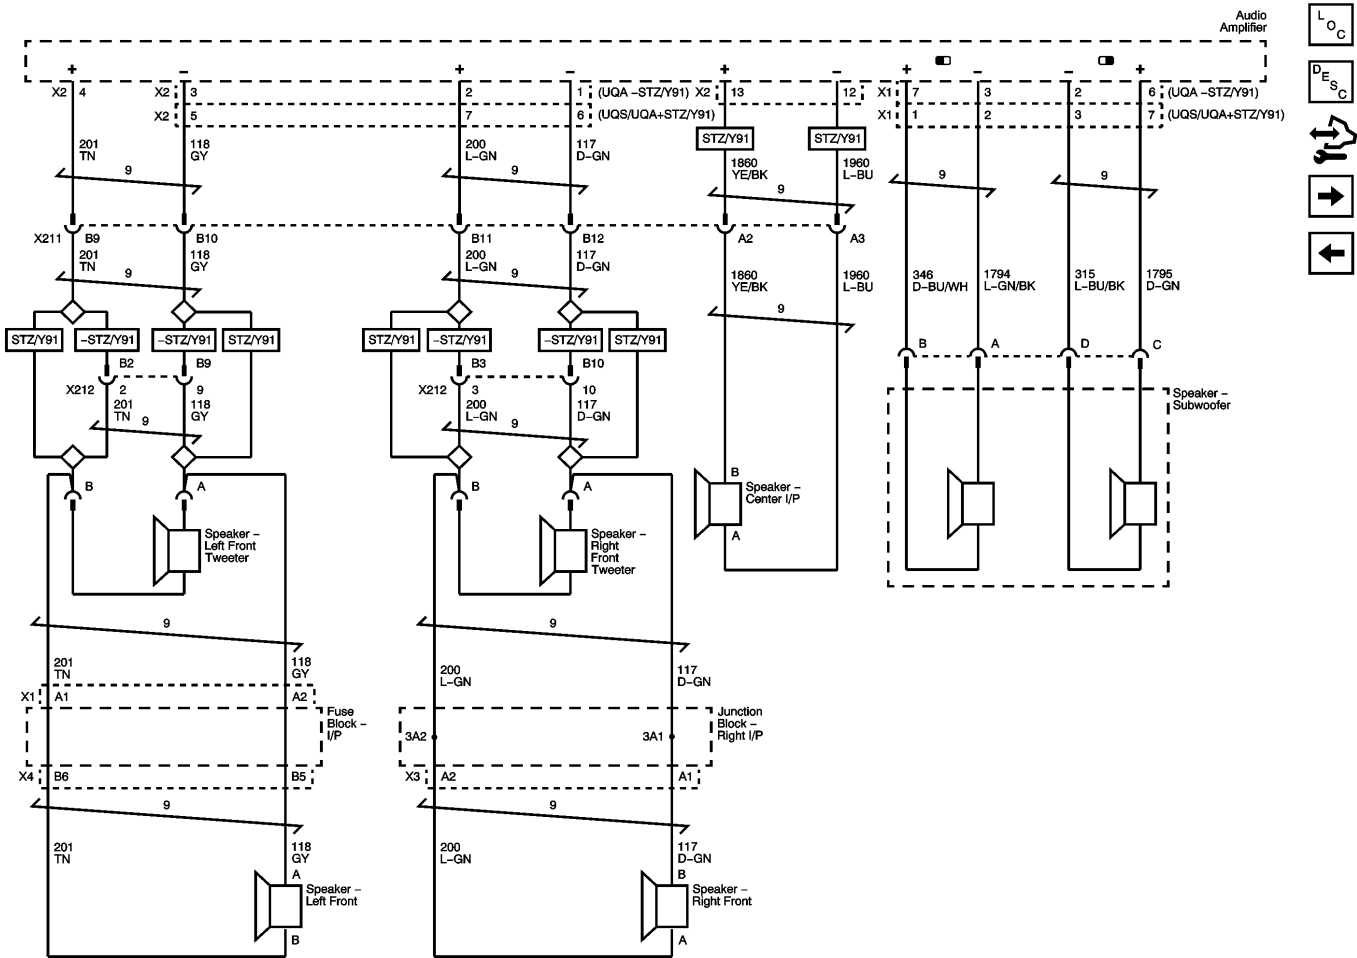 Audio
Amplifier
L O C
D E S C
+ − + − + − + − − +
X2 4 X2 3 2 1 (UQA −STZ/Y91) X2 13 12 X1 7 3 2 6 (UQA −STZ/Y91)
X2 5 7 6 (UQS/UQA+STZ/Y91) X1 1 2 3 7 (UQS/UQA+STZ/Y91)
STZ/Y91 STZ/Y91
201 118 200 117
TN GY L−GN D−GN
1860 1960
YE/BK L−BU
9 9 9 9 9
X211 B9 B10 B11 B12 A2 A3
201 118 200 117
TN GY L−GN D−GN
1860 1960 346 1794 315 1795
YE/BK L−BU D−BU/WH L−GN/BK L−BU/BK D−GN
9 9 9
STZ/Y91 −STZ/Y91 −STZ/Y91 STZ/Y91 STZ/Y91 −STZ/Y91 −STZ/Y91 STZ/Y91
B A D C
B2 B9 B3 B10
X212 2 9 X212 3 10
201 118 200 117
TN GY L−GN D−GN
9 9
Speaker −
Subwoofer
B A B A
B
Speaker −
Center I/P
A
Speaker −
Left Front
Tweeter
Speaker −
Right
Front
Tweeter
9 9
201 118 200 117
TN GY L−GN D−GN
X1 A1 A2
Fuse
Block −
I/P
Junction
Block −
Right I/P
3A2 3A1
X4 B6 B5 X3 A2 A1
9 9
201 118 200 117
TN GY L−GN D−GN
A B
Speaker −
Left Front
Speaker −
Right Front
B A